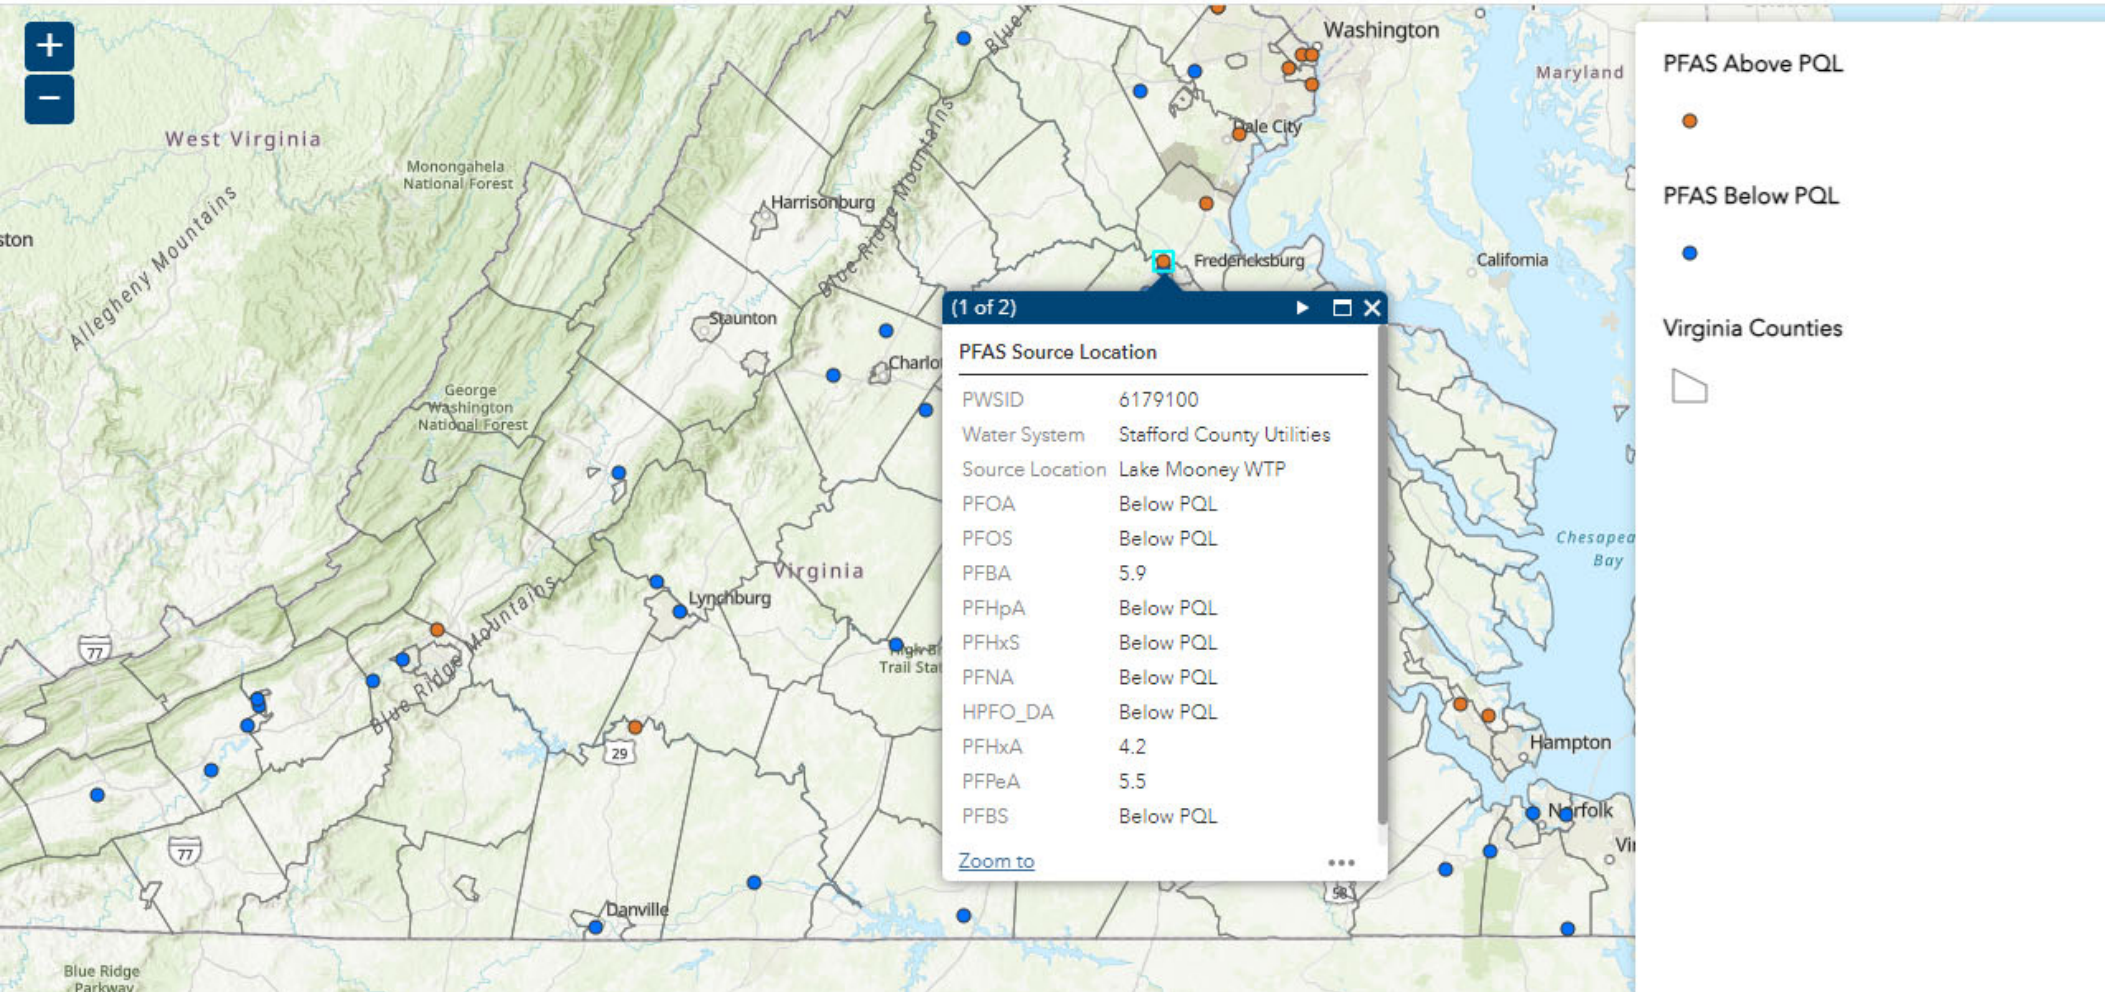 +
−
West Virginia
Monongahela
National Forest
Allegheny Mountains
ston
Harrisonburg
Blue Ridge Mountains
Staunton
George
Washington
National Forest
Virginia
Lynchburg
Blue Ridge Mountains
77
77
29
Danville
Blue Ridge
Parkway
Washington
Maryland
Dale City
Fredericksburg
California
Hampton
Norfolk
Bay
58
(1 of 2)
PFAS Source Location
PWSID 6179100
Water System Stafford County Utilities
Source Location Lake Mooney WTP
PFOA Below PQL
PFOS Below PQL
PFBA 5.9
PFHpA Below PQL
PFHxS Below PQL
PFNA Below PQL
HPFO_DA Below PQL
PFHxA 4.2
PFPeA 5.5
PFBS Below PQL
Zoom to
PFAS Above PQL
PFAS Below PQL
Virginia Counties